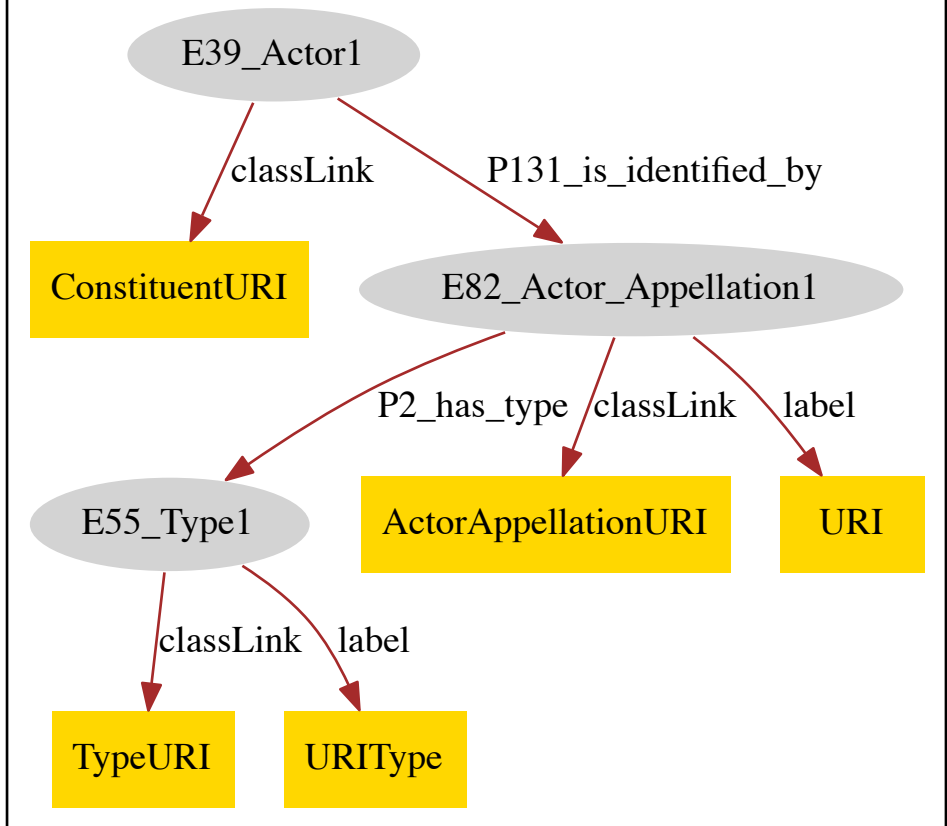 E39_Actor1
classLink
P131_is_identified_by
ConstituentURI
E82_Actor_Appellation1
P2_has_type
classLink
label
E55_Type1
ActorAppellationURI
URI
classLink
label
TypeURI
URIType